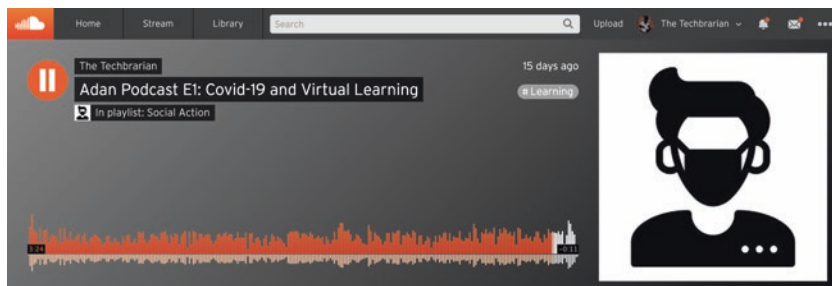 Home Stream Library Search Upload The Techbrarian
The Techbrarian
15 days ago
Adan Podcast E1: Covid-19 and Virtual Learning
# Learning
In playlist: Social Action
3:24
-0:11